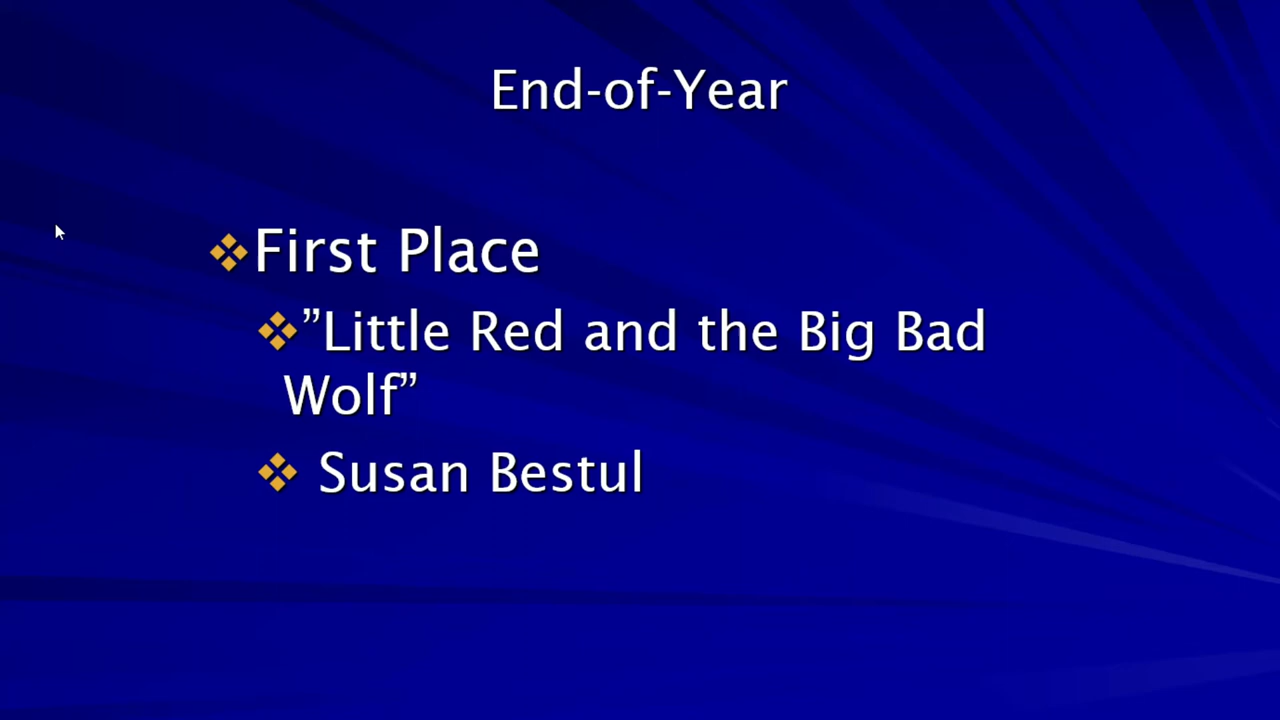 End-of-Year
❖First Place
❖”Little Red and the Big Bad
Wolf”
❖ Susan Bestul